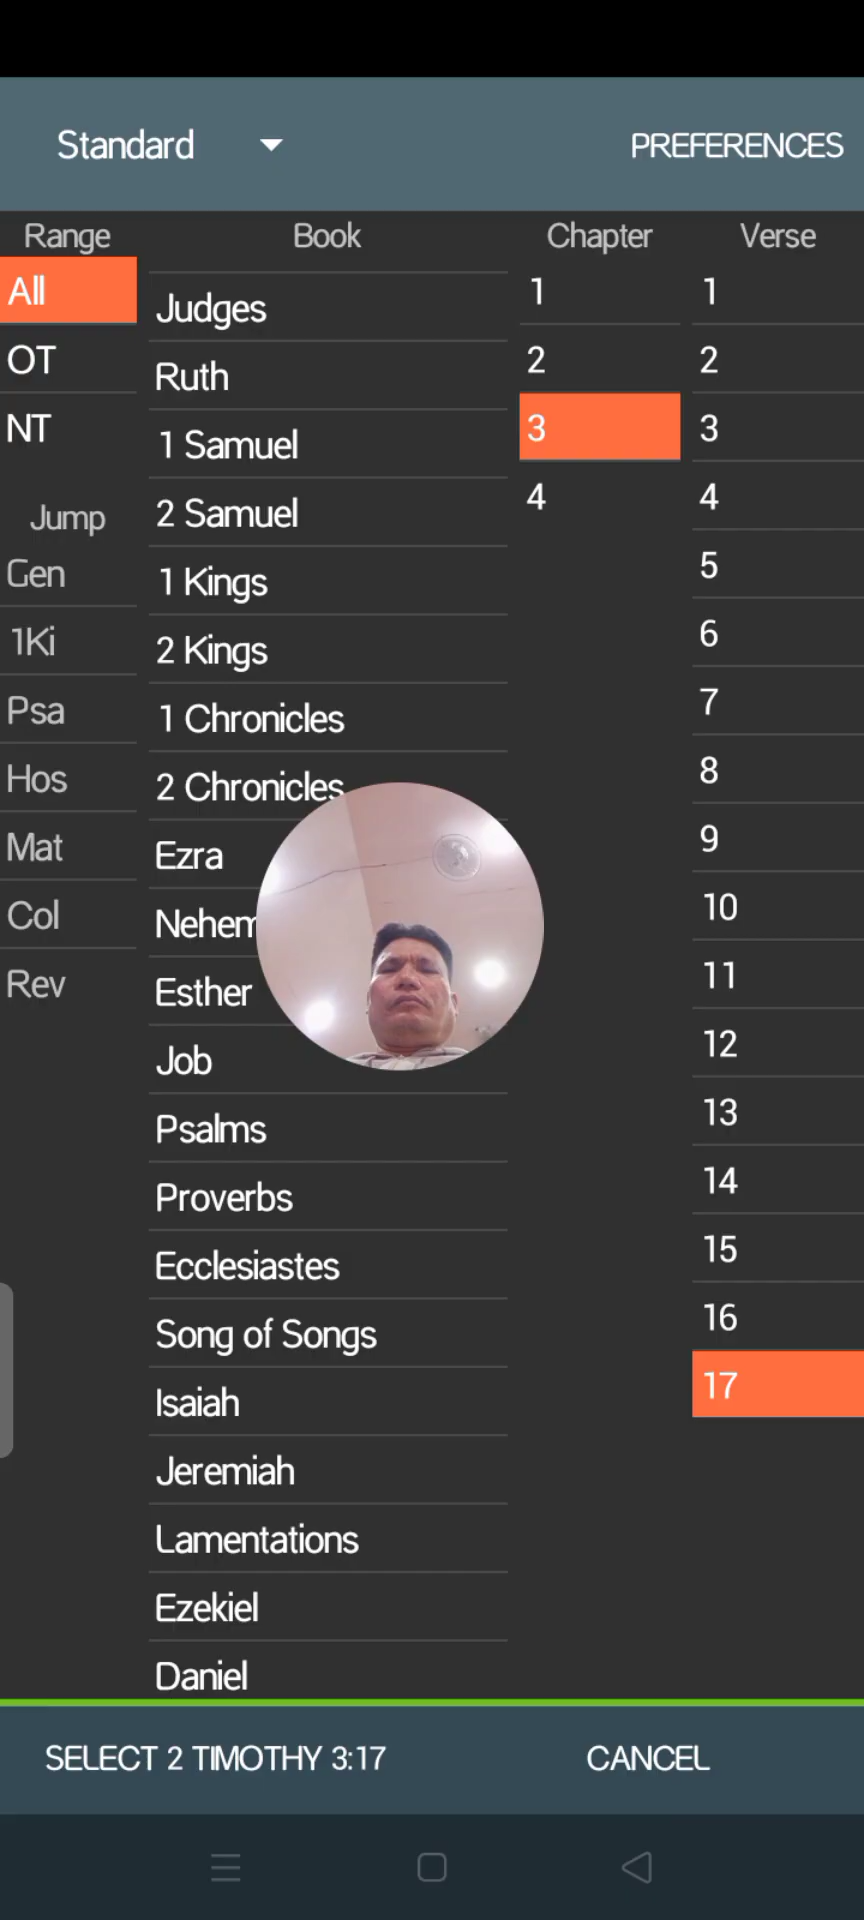 Standard PREFERENCES
Range Book Chapter Verse
All
OT
NT
Jump
Gen
1Ki
Psa
Hos
Mat
Col
Rev
Judges
Ruth
1 Samuel
2 Samuel
1 Kings
2 Kings
1 Chronicles
2 Chronicles
Ezra
Nehem
Esther
Job
Psalms
Proverbs
Ecclesiastes
Song of Songs
Isaiah
Jeremiah
Lamentations
Ezekiel
Daniel
1
2
3
4
1
2
3
4
5
6
7
8
9
10
11
12
13
14
15
16
17
SELECT 2 TIMOTHY 3:17 CANCEL